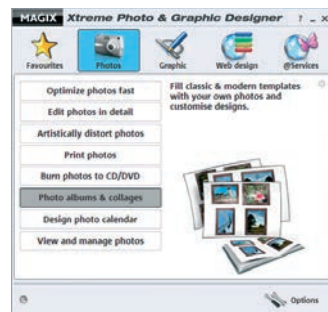 MAGIX Xtreme Photo & Graphic Designer ? _ x
Favourites Photos Graphic Web design @Services
Optimize photos fast
Edit photos in detail
Artistically distort photos
Print photos
Burn photos to CD/DVD
Photo albums & collages
Design photo calendar
View and manage photos
Fill classic & modern templates
with your own photos and
customise designs.
Options